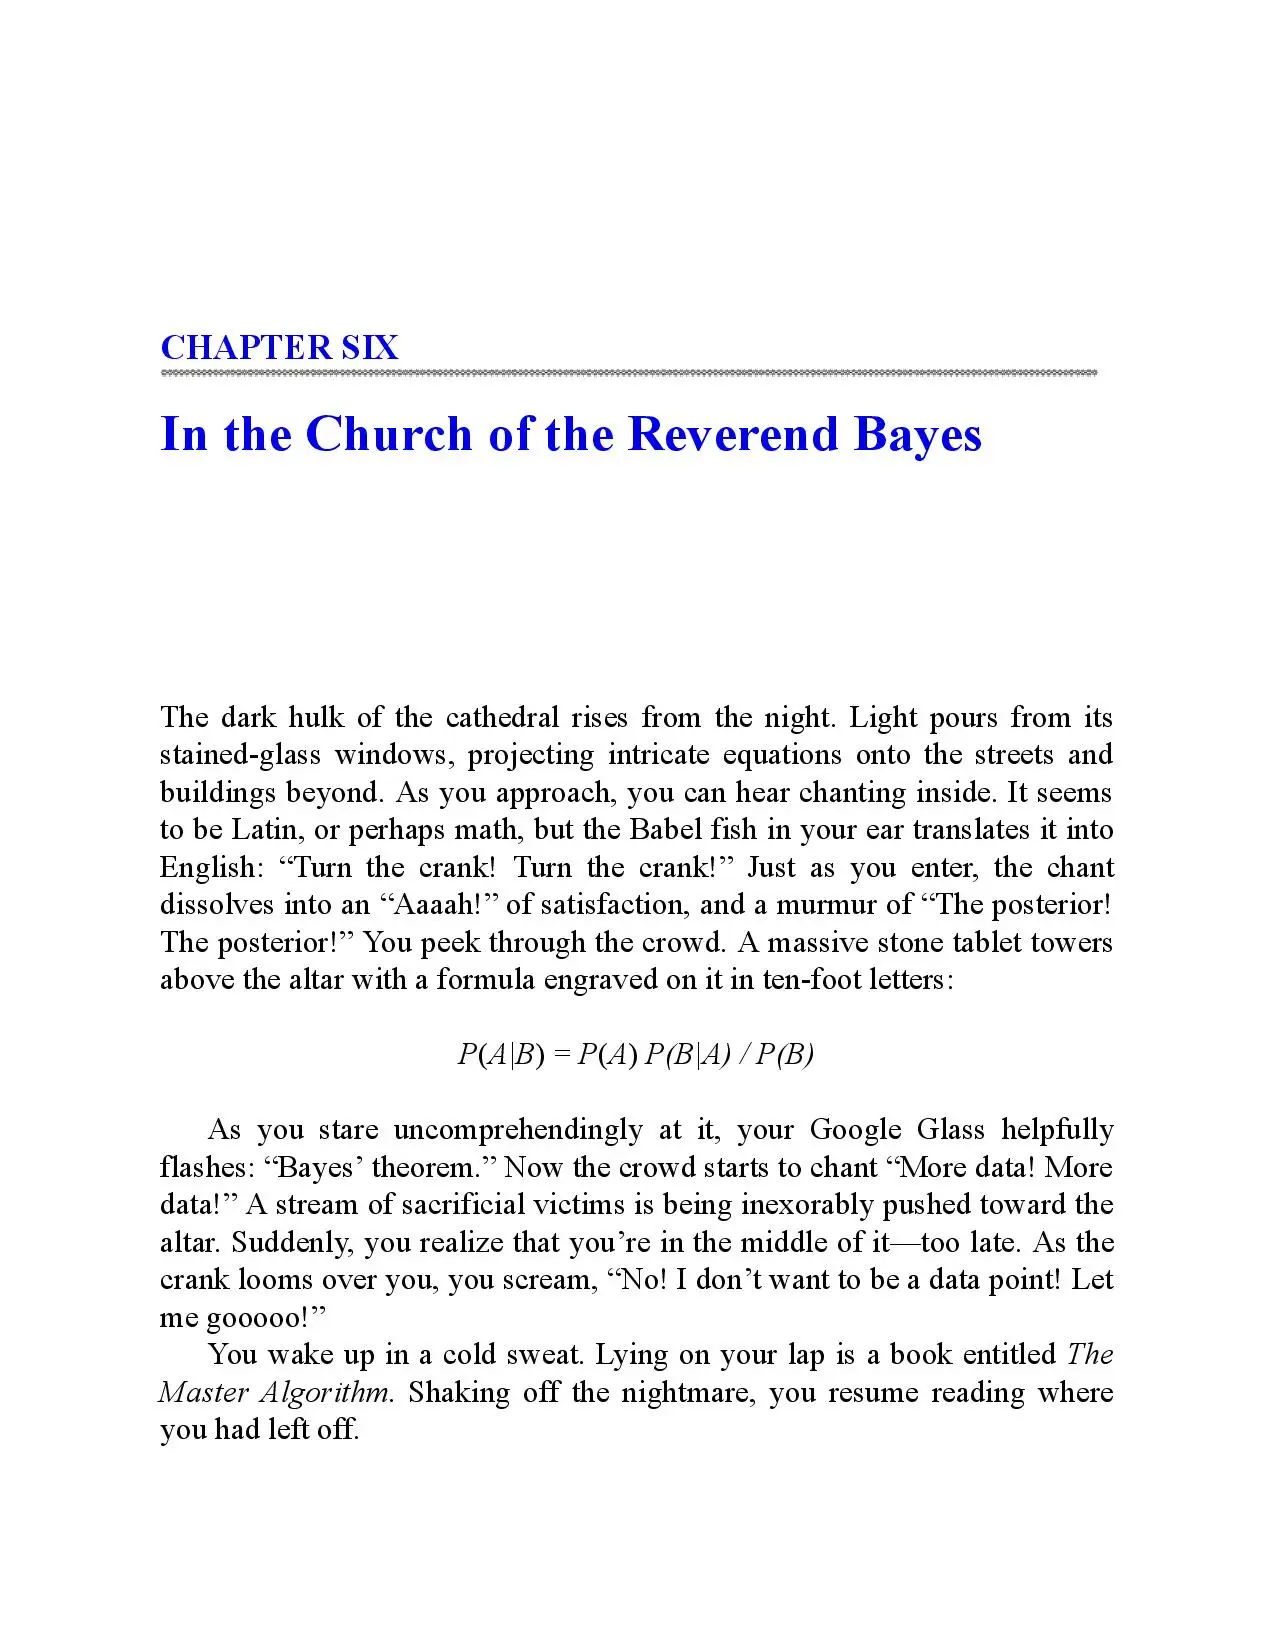 CHAPTER SIX
In the Church of the Reverend Bayes
The dark hulk of the cathedral rises from the night. Light pours from its
stained-glass windows, projecting intricate equations onto the streets and
buildings beyond. As you approach, you can hear chanting inside. It seems
to be Latin, or perhaps math, but the Babel fish in your ear translates it into
English: “Turn the crank! Turn the crank!” Just as you enter, the chant
dissolves into an “Aaaah!” of satisfaction, and a murmur of “The posterior!
The posterior!” You peek through the crowd. A massive stone tablet towers
above the altar with a formula engraved on it in ten-foot letters:
P(A|B) = P(A) P(B|A) / P(B)
As you stare uncomprehendingly at it, your Google Glass helpfully
flashes: “Bayes’ theorem.” Now the crowd starts to chant “More data! More
data!” A stream of sacrificial victims is being inexorably pushed toward the
altar. Suddenly, you realize that you’re in the middle of it—too late. As the
crank looms over you, you scream, “No! I don’t want to be a data point! Let
me gooooo!”
You wake up in a cold sweat. Lying on your lap is a book entitled The
Master Algorithm. Shaking off the nightmare, you resume reading where
you had left off.